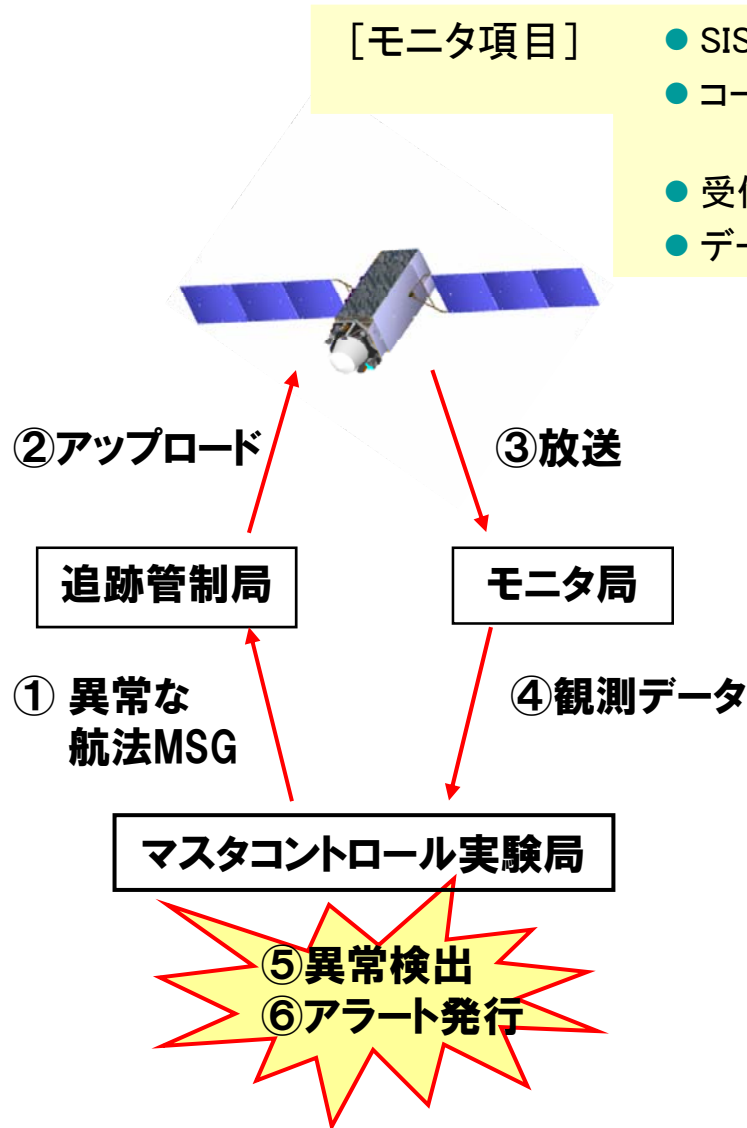 [モニタ項目]
● SIS
● コー
● 受信
● デー
②アップロード
③放送
追跡管制局
モニタ局
① 異常な
航法MSG
④観測データ
マスタコントロール実験局
⑤異常検出
⑥アラート発行